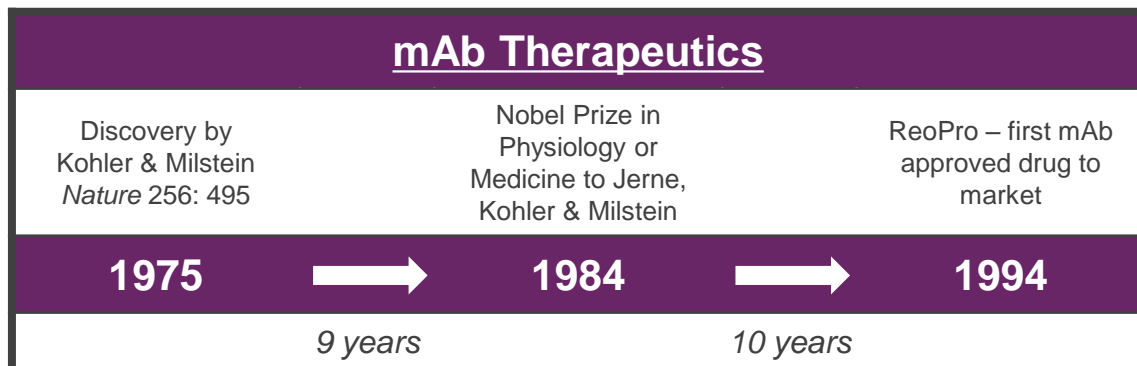 mAb Therapeutics
Discovery by
Kohler & Milstein
Nature 256: 495
Nobel Prize in
Physiology or
Medicine to Jerne,
Kohler & Milstein
ReoPro – first mAb
approved drug to
market
1975
1984
1994
9 years
10 years